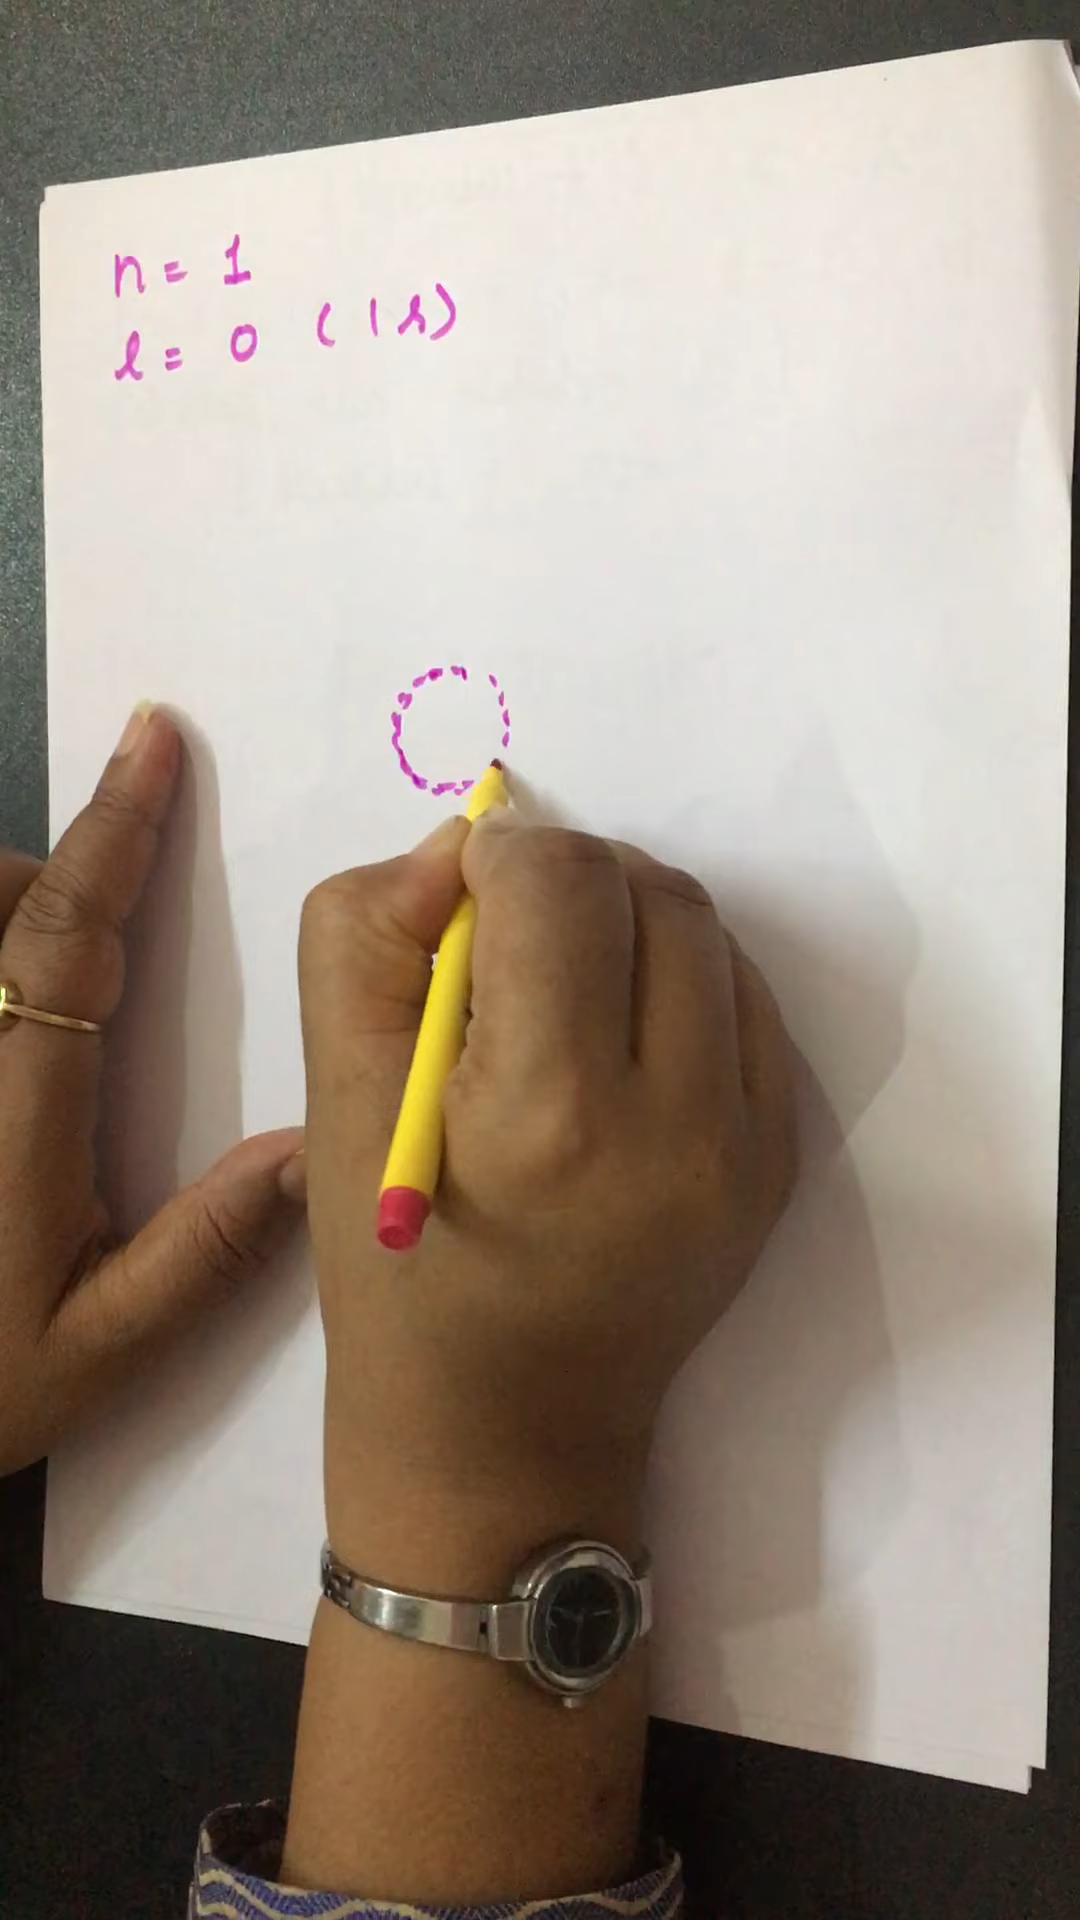 n = 1
l = 0 (1s)